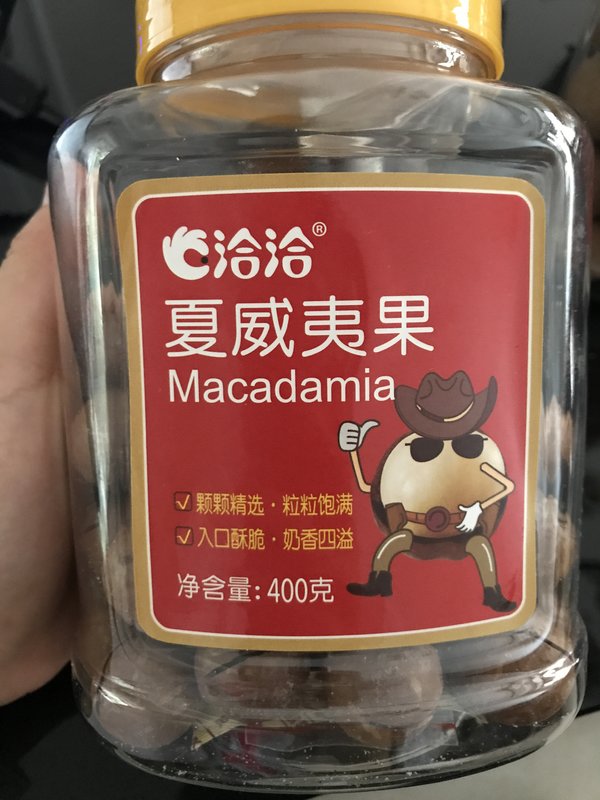 洽洽®
夏威夷果
Macadamia
颗颗精选·粒粒饱满
入口酥脆·奶香四溢
净含量:400克